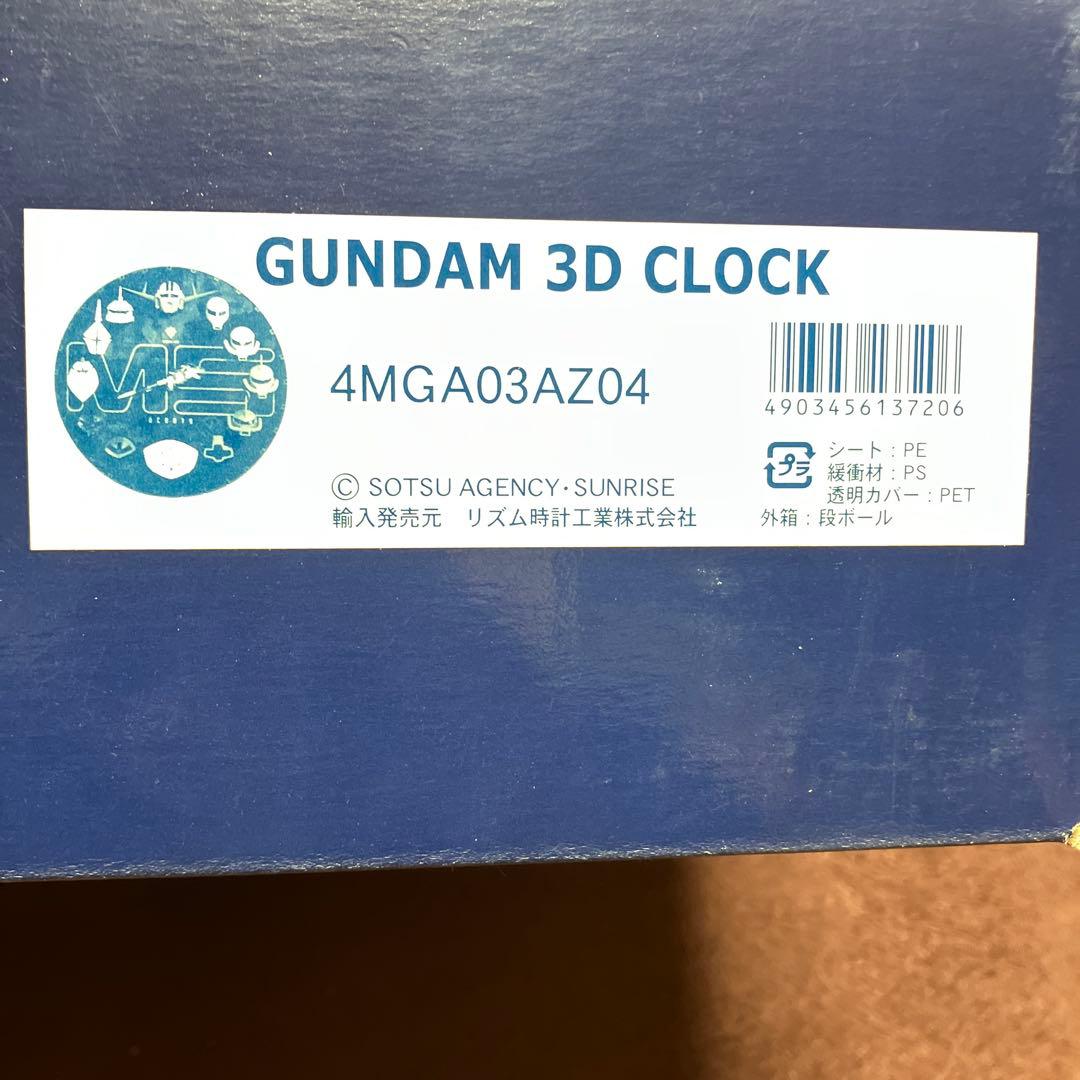 GUNDAM 3D CLOCK
4MGA03AZ04
4903456137206
プラ
シート : PE
緩衝材 : PS
透明カバー : PET
外箱 : 段ボール
© SOTSU AGENCY・SUNRISE
輸入発売元 リズム時計工業株式会社